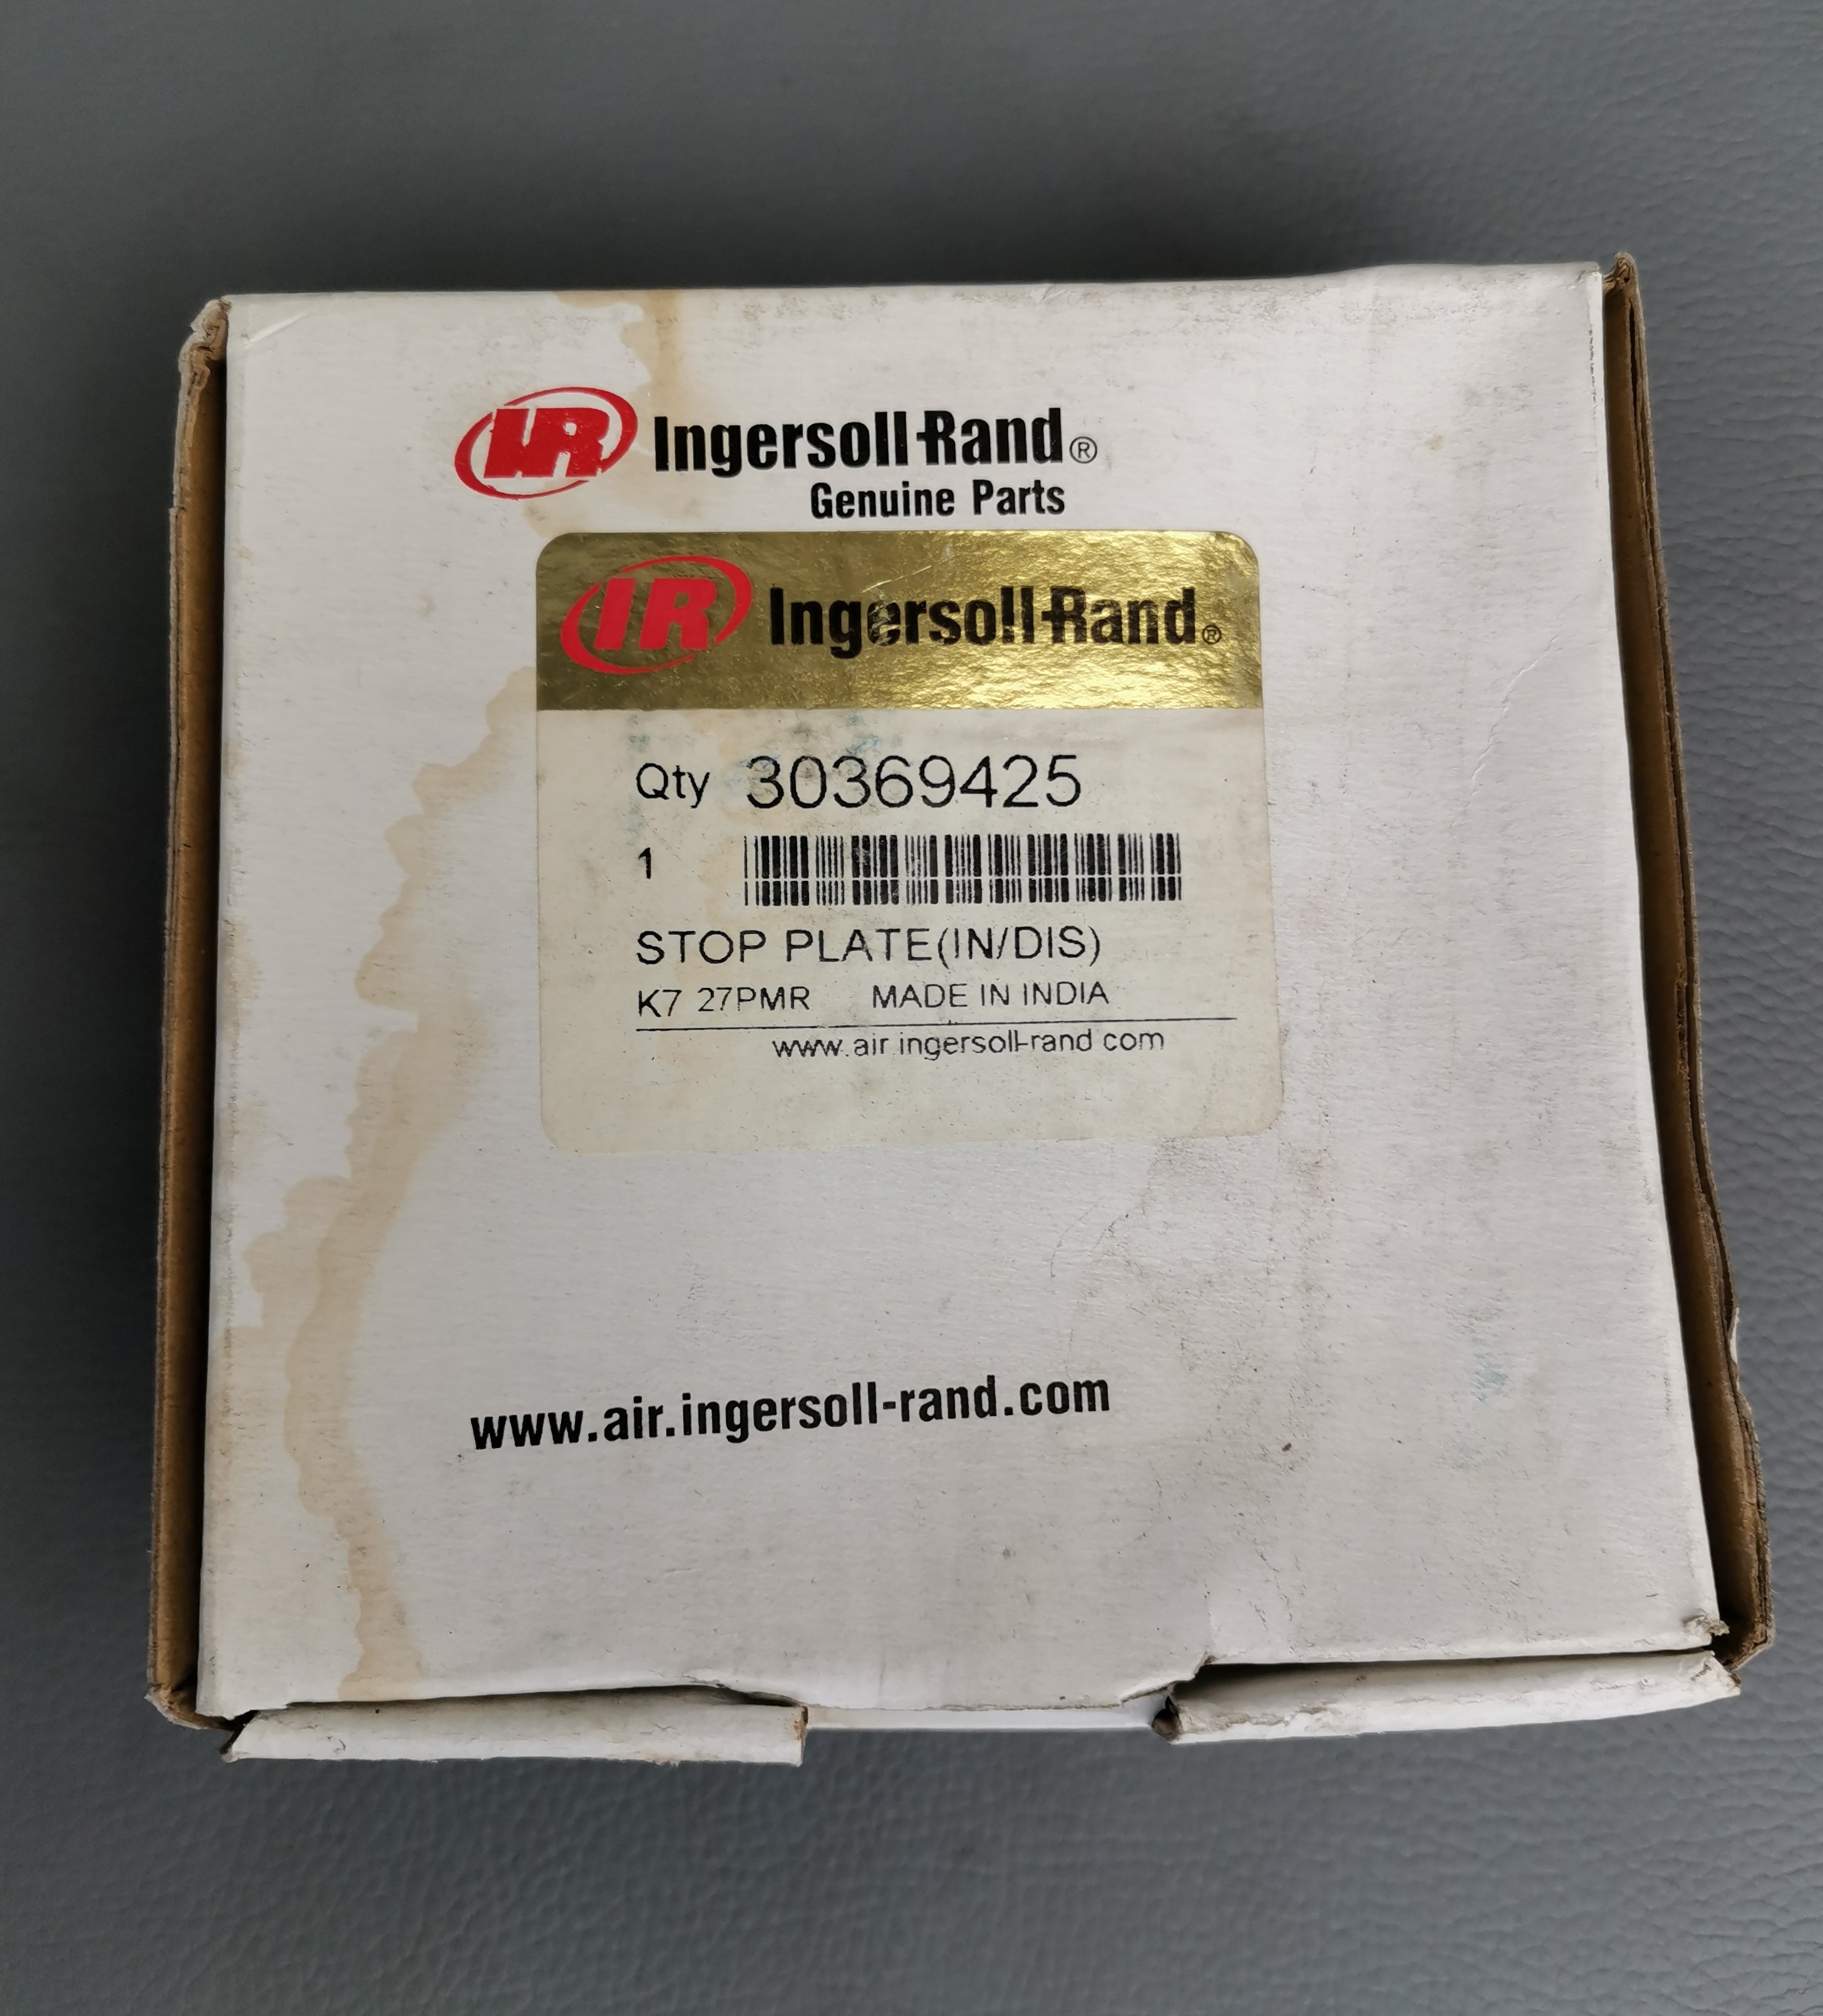 IR Ingersoll-Rand®
Genuine Parts
IR Ingersoll-Rand®
Qty 30369425
1
STOP PLATE(IN/DIS)
K7 27PMR MADE IN INDIA
www.air.ingersoll-rand.com
www.air.ingersoll-rand.com